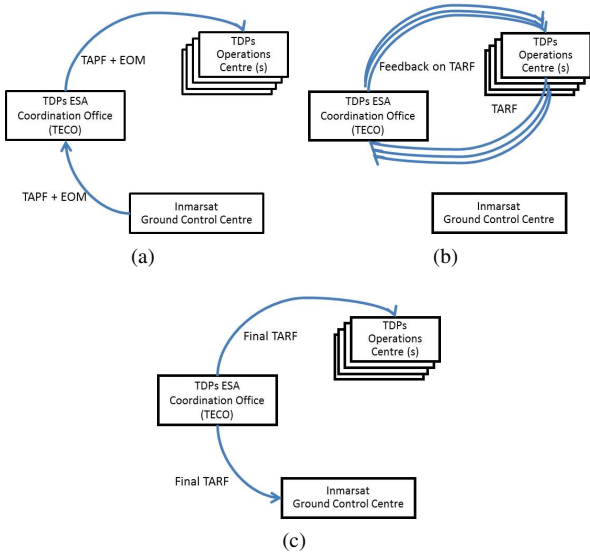 TDPs
Operations
Centre (s)
TAPF + EOM
TDPs ESA
Coordination Office
(TECO)
TAPF + EOM
Inmarsat
Ground Control Centre
(a)
TDPs
Operations
Centre (s)
Feedback on TARF
TDPs ESA
Coordination Office
(TECO)
TARF
Inmarsat
Ground Control Centre
(b)
Final TARF
TDPs
Operations
Centre (s)
TDPs ESA
Coordination Office
(TECO)
Final TARF
Inmarsat
Ground Control Centre
(c)